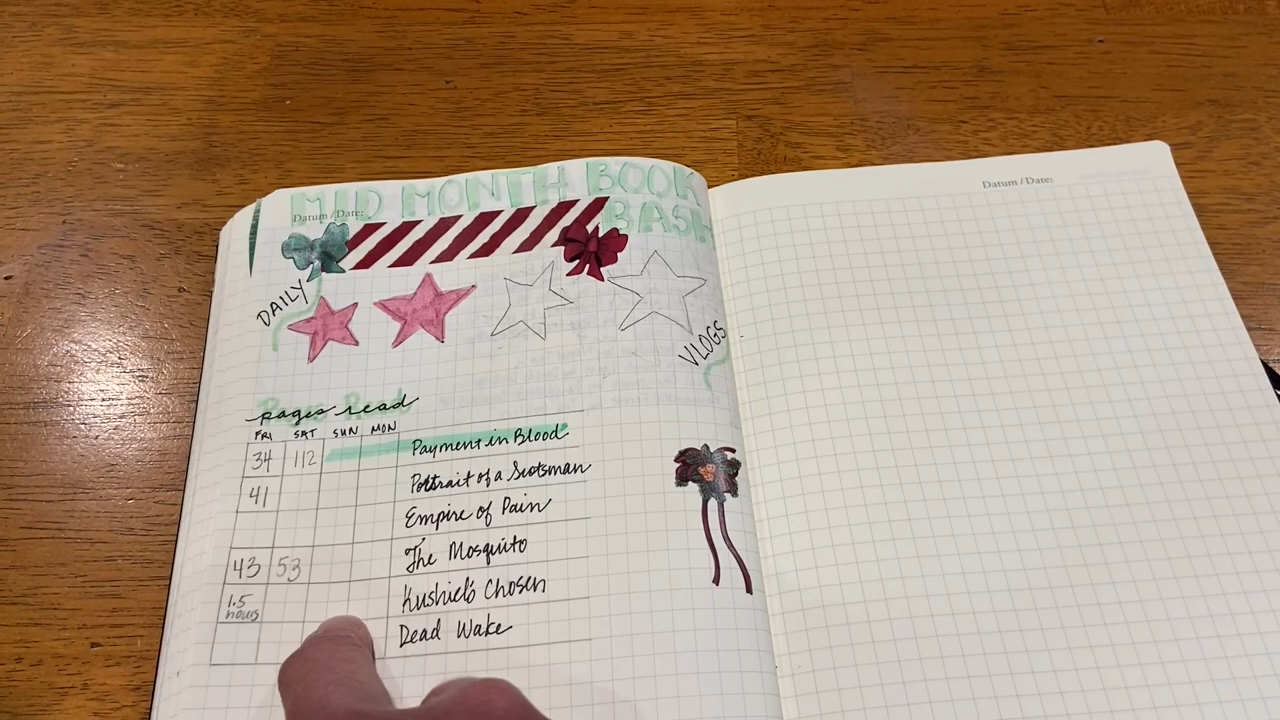 MID MONTH BOOK
BASH
Datum / Date:
Datum / Date:
DAILY
VLOGS
pages read
FRI SAT SUN MON
34 112 Payment in Blood
41 Portrait of a Scotsman
Empire of Pain
43 53 The Mosquito
1.5 hours Kushiel's Chosen
Dead Wake